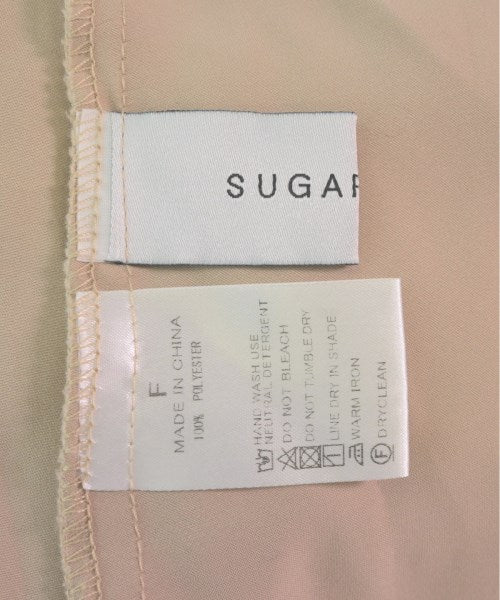 SUGAR
F
MADE IN CHINA
100% POLYESTER
HAND WASH USE
NEUTRAL DETERGENT
DO NOT BLEACH
DO NOT TUMBLE DRY
LINE DRY IN SHADE
WARM IRON
F DRYCLEAN